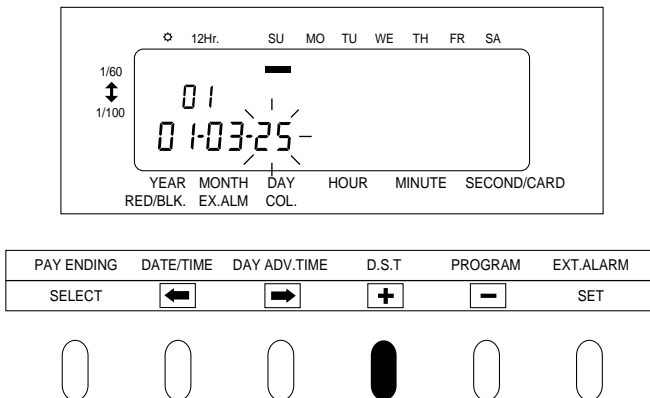 12Hr. SU MO TU WE TH FR SA
1/60
01
1/100
01-03-25
YEAR MONTH DAY HOUR MINUTE SECOND/CARD
RED/BLK. EX.ALM COL.
PAY ENDING DATE/TIME DAY ADV.TIME D.S.T PROGRAM EXT.ALARM
SELECT SET